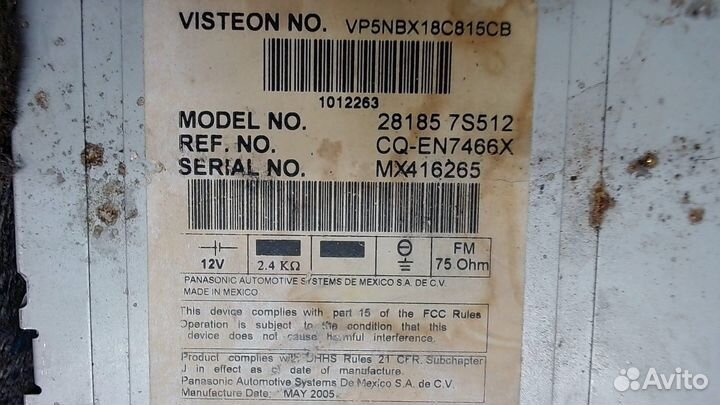 VISTEON NO. VP5NBX18C815CB
1012263
MODEL NO. 28185 7S512
REF. NO. CQ-EN7466X
SERIAL NO. MX416265
12V 2.4 KΩ FM 75 Ohm
PANASONIC AUTOMOTIVE SYSTEMS DE MEXICO S.A. DE C.V.
MADE IN MEXICO
This device complies with part 15 of the FCC Rules
Operation is subject to the condition that this
device does not cause harmful interference.
Product complies with DHHS Rules 21 CFR. Subchapter
J in effect as of date of manufacture.
Panasonic Automotive Systems De Mexico S.A. de C.V.
Manufacture Date: MAY 2005
Avito